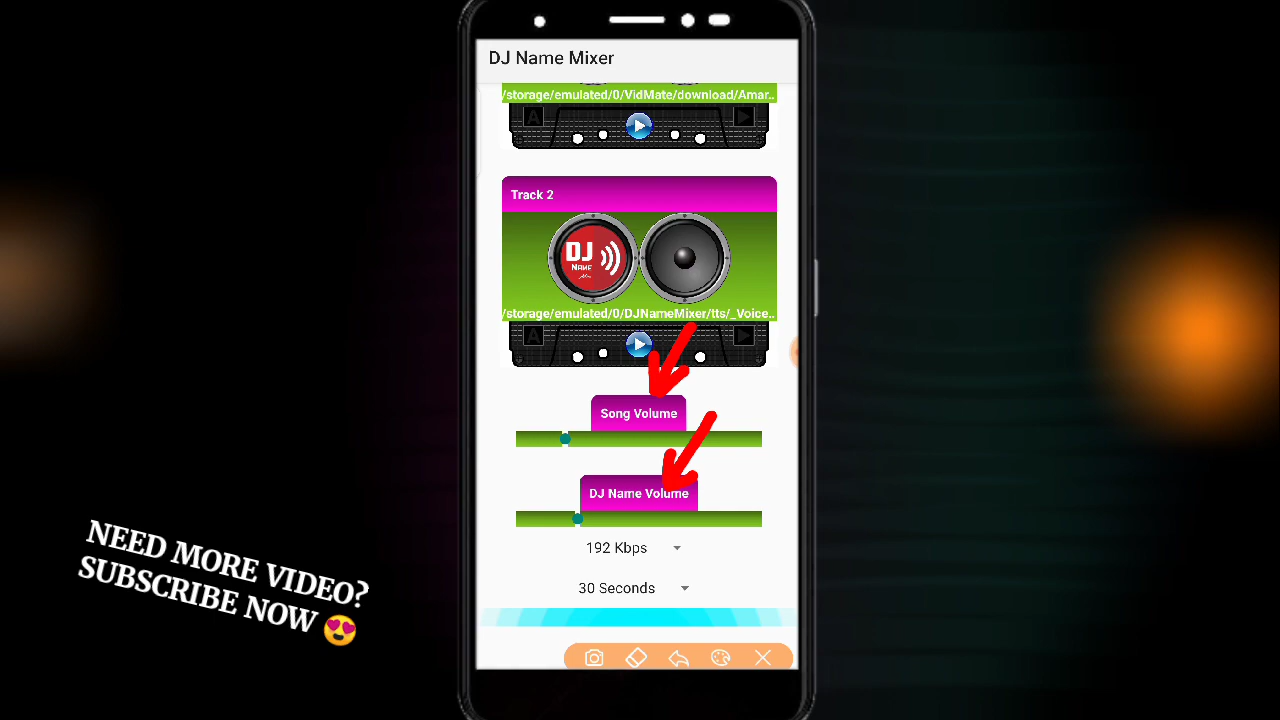 DJ Name Mixer
/storage/emulated/0/VidMate/download/Amar..
A
Track 2
DJ
NAME
/storage/emulated/0/DJNameMixer/tts/_Voice..
A
Song Volume
DJ Name Volume
192 Kbps
30 Seconds
NEED MORE VIDEO?
SUBSCRIBE NOW 😍